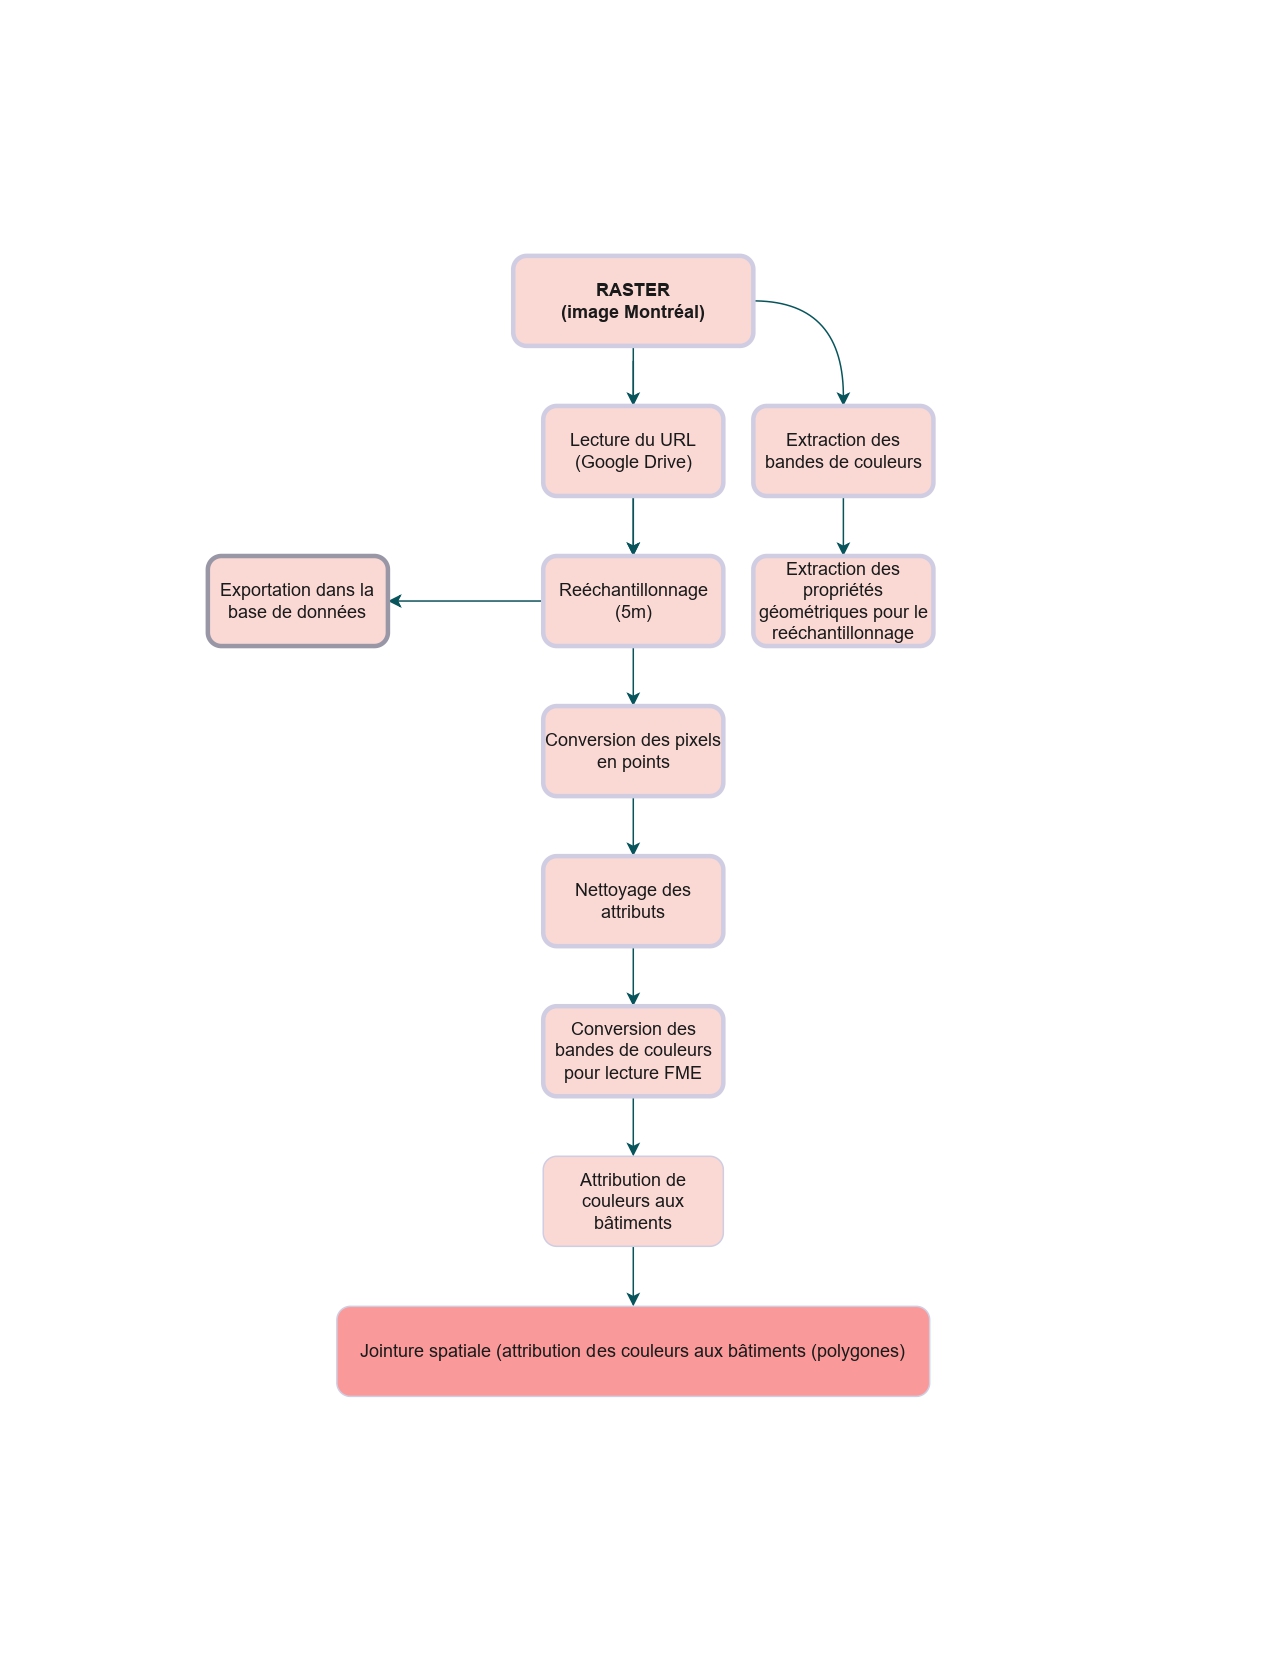 RASTER
(image Montréal)
Lecture du URL
(Google Drive)
Extraction des
bandes de couleurs
Exportation dans la
base de données
Reéchantillonnage
(5m)
Extraction des
propriétés
géométriques pour le
reéchantillonnage
Conversion des pixels
en points
Nettoyage des
attributs
Conversion des
bandes de couleurs
pour lecture FME
Attribution de
couleurs aux
bâtiments
Jointure spatiale (attribution des couleurs aux bâtiments (polygones)